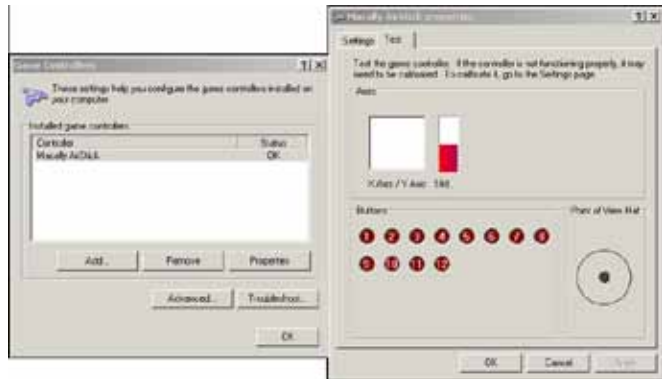 Game Controllers
These settings help you configure the game controllers installed on
your computer.
Installed game controllers
Controller Status
Macally AirStick OK
Add... Remove Properties
Advanced... Troubleshoot...
OK
Macally AirStick properties
Settings Test
Test the game controller. If the controller is not functioning properly, it may
need to be calibrated. To calibrate it, go to the Settings page.
Axes
X Axis / Y Axis
Buttons
1 2 3 4 5 6 7 8
9 10 11 12
Point of View Hat
OK Cancel Apply